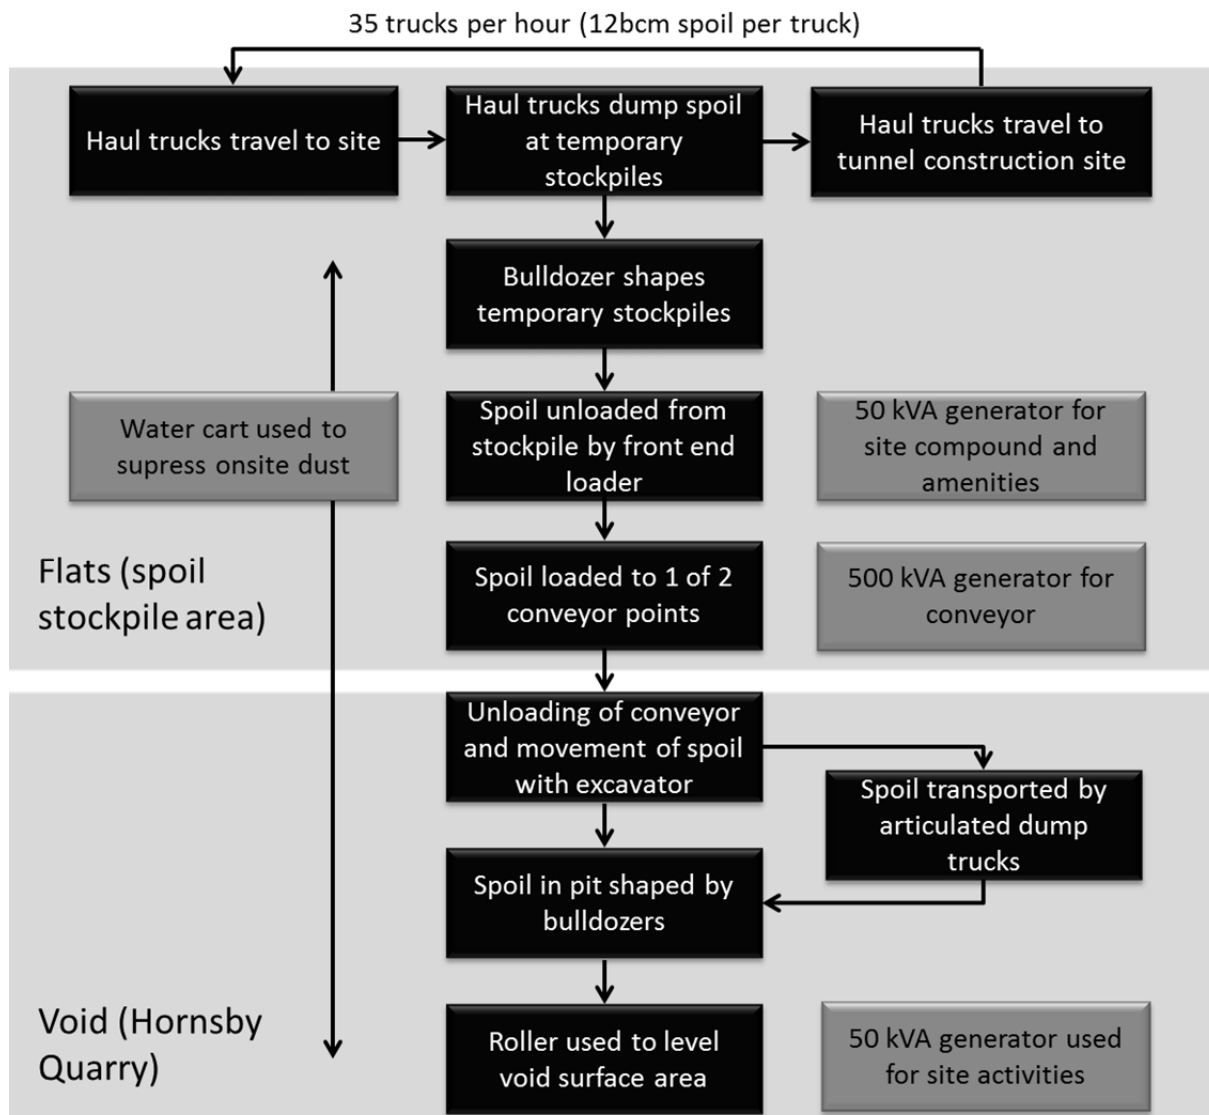 35 trucks per hour (12bcm spoil per truck)
Haul trucks travel to site
Haul trucks dump spoil
at temporary
stockpiles
Haul trucks travel to
tunnel construction site
Bulldozer shapes
temporary stockpiles
Water cart used to
supress onsite dust
Spoil unloaded from
stockpile by front end
loader
50 kVA generator for
site compound and
amenities
Flats (spoil
stockpile area)
Spoil loaded to 1 of 2
conveyor points
500 kVA generator for
conveyor
Unloading of conveyor
and movement of spoil
with excavator
Spoil transported by
articulated dump
trucks
Spoil in pit shaped by
bulldozers
Void (Hornsby
Quarry)
Roller used to level
void surface area
50 kVA generator used
for site activities